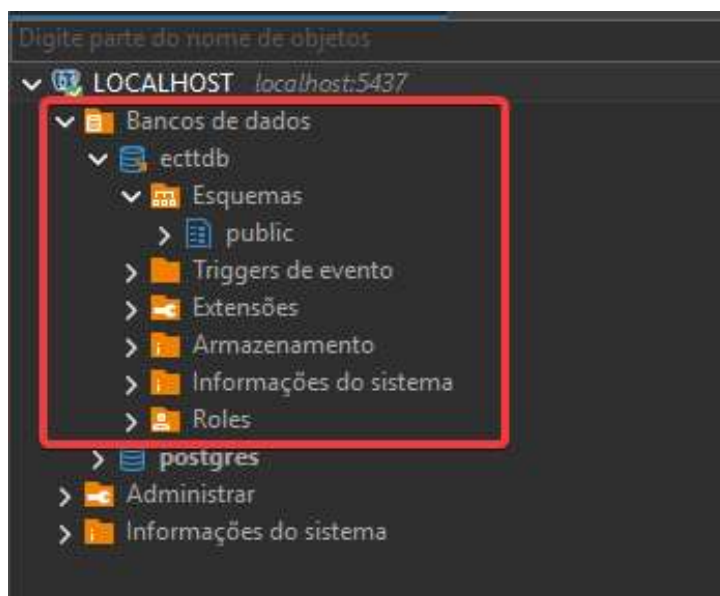 Digite parte do nome de objetos
LOCALHOST localhost:5437
Bancos de dados
ecttdb
Esquemas
public
Triggers de evento
Extensões
Armazenamento
Informações do sistema
Roles
postgres
Administrar
Informações do sistema